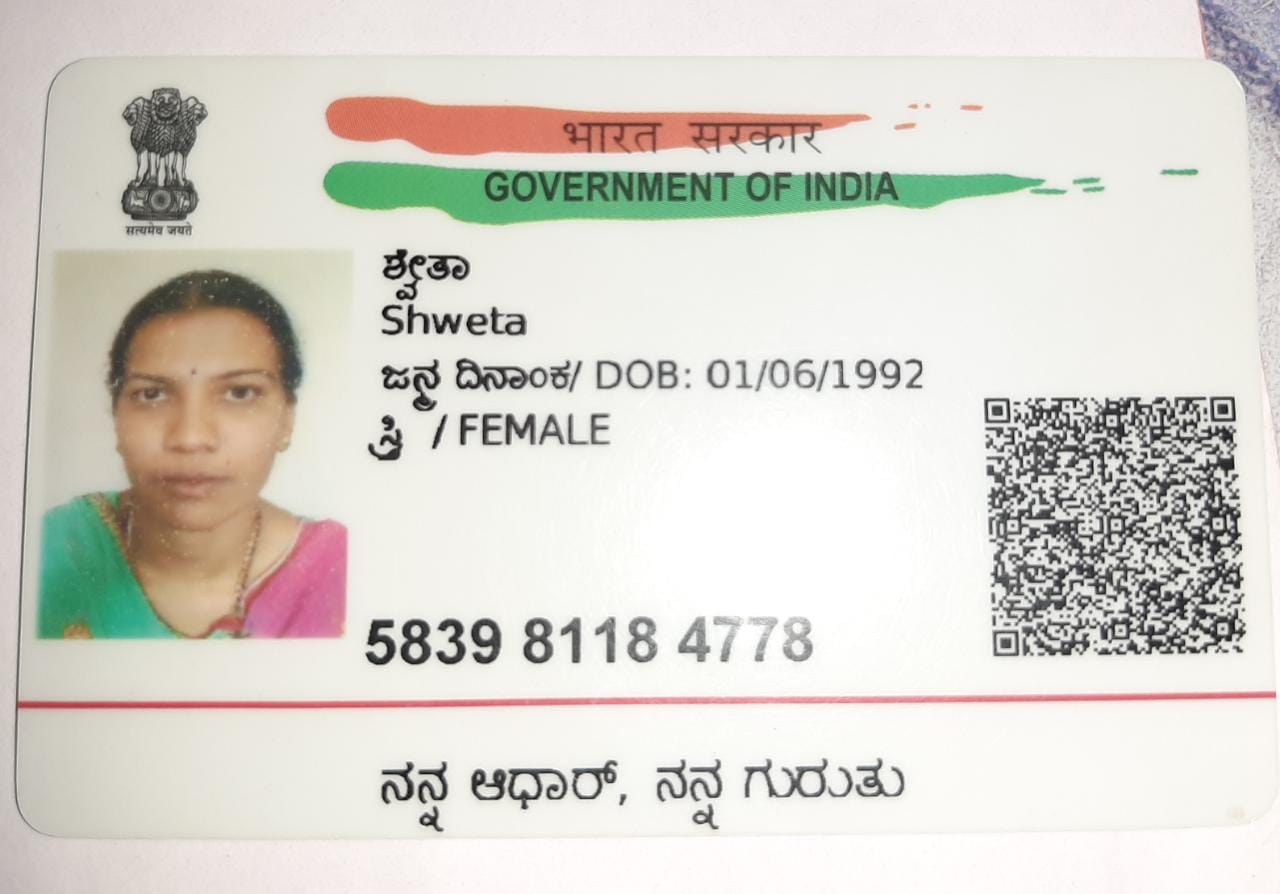 भारत सरकार
GOVERNMENT OF INDIA
सत्यमेव जयते
ಶ್ವೇತಾ
Shweta
ಜನ್ಮ ದಿನಾಂಕ/ DOB: 01/06/1992
ಸ್ತ್ರೀ / FEMALE
5839 8118 4778
ನನ್ನ ಆಧಾರ್, ನನ್ನ ಗುರುತು